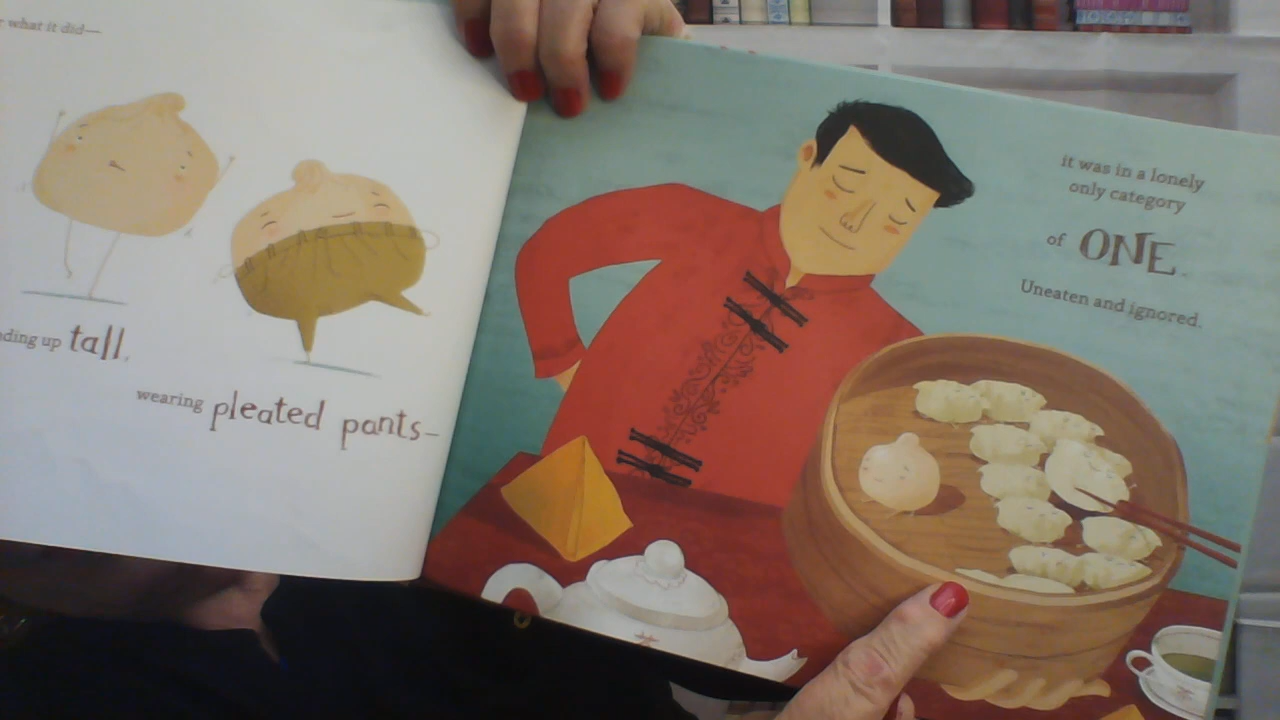 what it did—
ding up tall,
wearing pleated pants—
it was in a lonely
only category
of ONE.
Uneaten and ignored.